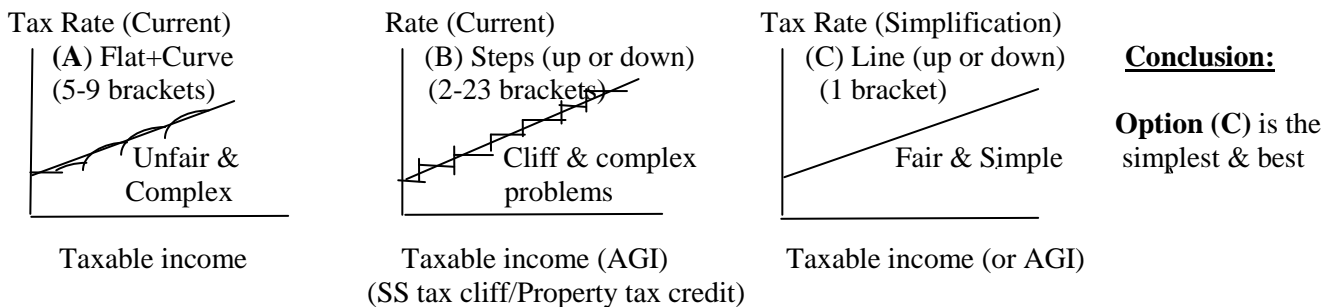 Tax Rate (Current)
(A) Flat+Curve
(5-9 brackets)
Unfair &
Complex
Taxable income
Rate (Current)
(B) Steps (up or down)
(2-23 brackets)
Cliff & complex
problems
Taxable income (AGI)
(SS tax cliff/Property tax credit)
Tax Rate (Simplification)
(C) Line (up or down)
(1 bracket)
Fair & Simple
Taxable income (or AGI)
Conclusion:
Option (C) is the
simplest & best